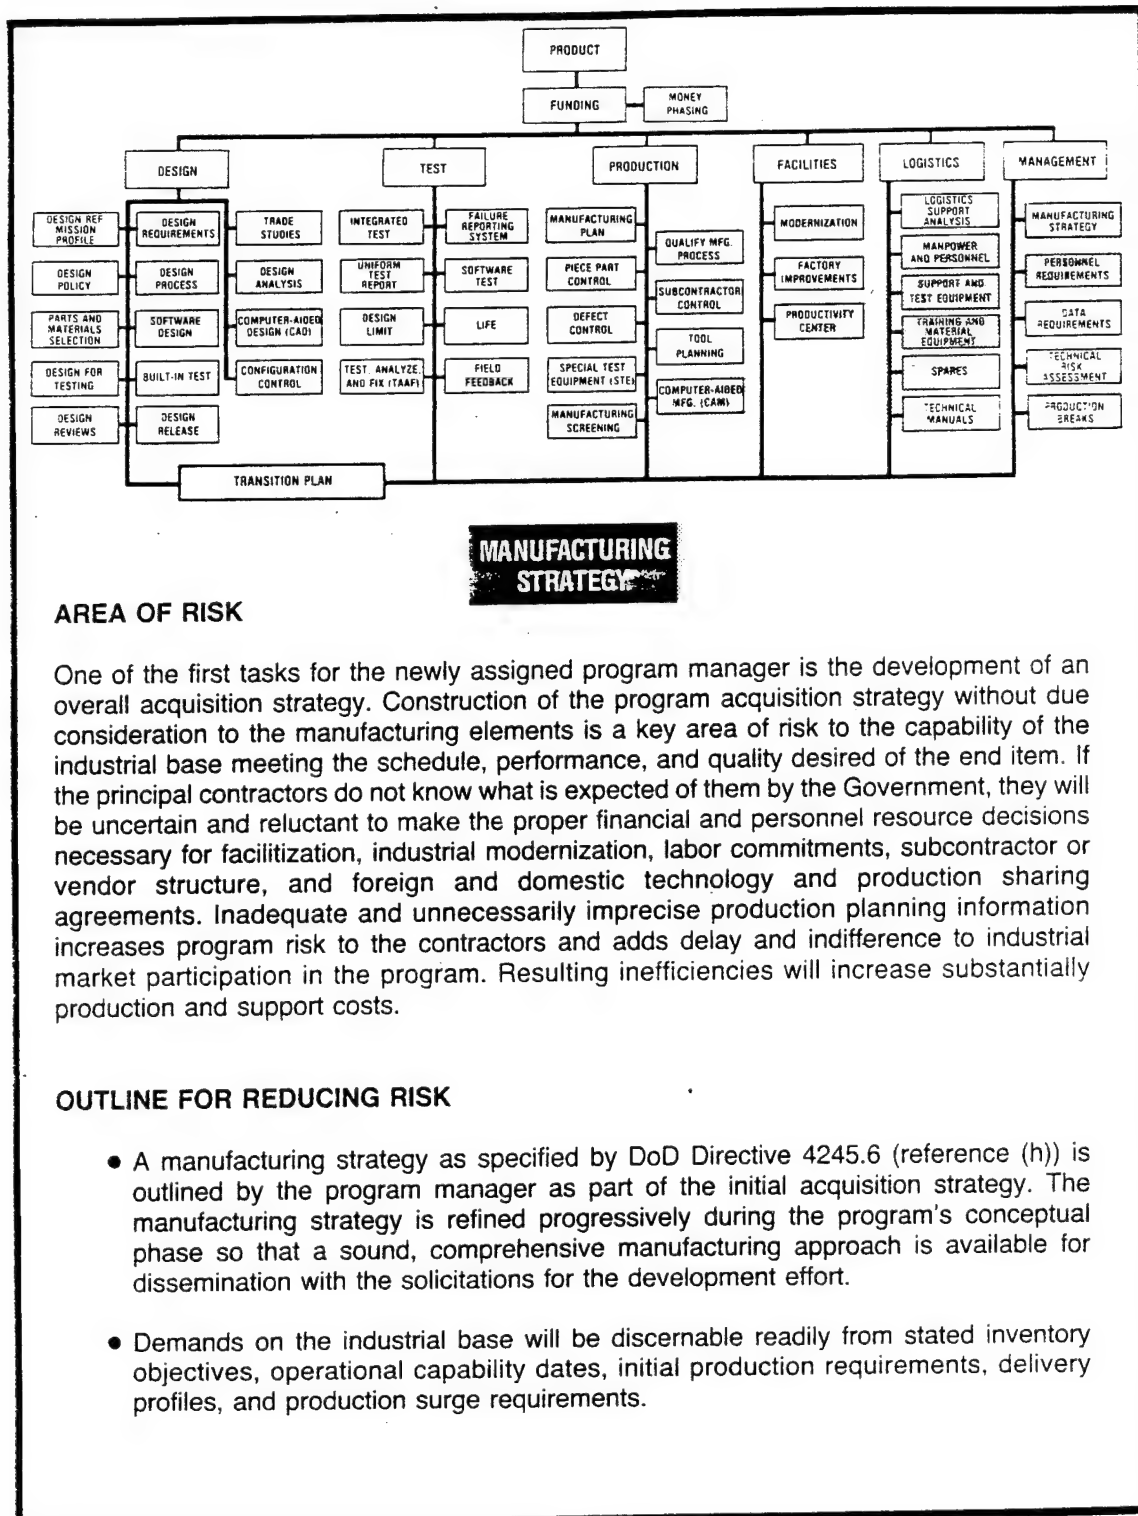 PRODUCT
FUNDING
MONEY
PHASING
DESIGN
TEST
PRODUCTION
FACILITIES
LOGISTICS
MANAGEMENT
DESIGN REF
MISSION
PROFILE
DESIGN
POLICY
PARTS AND
MATERIALS
SELECTION
DESIGN FOR
TESTING
DESIGN
REVIEWS
DESIGN
REQUIREMENTS
DESIGN
PROCESS
SOFTWARE
DESIGN
BUILT-IN TEST
DESIGN
RELEASE
TRADE
STUDIES
DESIGN
ANALYSIS
COMPUTER-AIDED
DESIGN (CAD)
CONFIGURATION
CONTROL
INTEGRATED
TEST
UNIFORM
TEST
REPORT
DESIGN
LIMIT
TEST, ANALYZE,
AND FIX (TAAF)
FAILURE
REPORTING
SYSTEM
SOFTWARE
TEST
LIFE
FIELD
FEEDBACK
MANUFACTURING
PLAN
PIECE PART
CONTROL
DEFECT
CONTROL
SPECIAL TEST
EQUIPMENT (STE)
MANUFACTURING
SCREENING
QUALIFY MFG.
PROCESS
SUBCONTRACTOR
CONTROL
TOOL
PLANNING
COMPUTER-AIDED
MFG. (CAM)
MODERNIZATION
FACTORY
IMPROVEMENTS
PRODUCTIVITY
CENTER
LOGISTICS
SUPPORT
ANALYSIS
MANPOWER
AND PERSONNEL
SUPPORT AND
TEST EQUIPMENT
TRAINING AND
MATERIAL
EQUIPMENT
SPARES
TECHNICAL
MANUALS
MANUFACTURING
STRATEGY
PERSONNEL
REQUIREMENTS
DATA
REQUIREMENTS
TECHNICAL
RISK
ASSESSMENT
PRODUCTION
BREAKS
TRANSITION PLAN
MANUFACTURING
STRATEGY
AREA OF RISK
One of the first tasks for the newly assigned program manager is the development of an
overall acquisition strategy. Construction of the program acquisition strategy without due
consideration to the manufacturing elements is a key area of risk to the capability of the
industrial base meeting the schedule, performance, and quality desired of the end item. If
the principal contractors do not know what is expected of them by the Government, they will
be uncertain and reluctant to make the proper financial and personnel resource decisions
necessary for facilitization, industrial modernization, labor commitments, subcontractor or
vendor structure, and foreign and domestic technology and production sharing
agreements. Inadequate and unnecessarily imprecise production planning information
increases program risk to the contractors and adds delay and indifference to industrial
market participation in the program. Resulting inefficiencies will increase substantially
production and support costs.
OUTLINE FOR REDUCING RISK
● A manufacturing strategy as specified by DoD Directive 4245.6 (reference (h)) is
outlined by the program manager as part of the initial acquisition strategy. The
manufacturing strategy is refined progressively during the program's conceptual
phase so that a sound, comprehensive manufacturing approach is available for
dissemination with the solicitations for the development effort.
● Demands on the industrial base will be discernable readily from stated inventory
objectives, operational capability dates, initial production requirements, delivery
profiles, and production surge requirements.